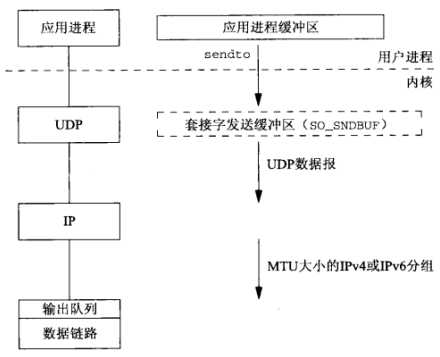 应用进程
应用进程缓冲区
sendto
用户进程
内核
UDP
套接字发送缓冲区（SO_SNDBUF）
UDP数据报
IP
MTU大小的IPv4或IPv6分组
输出队列
数据链路